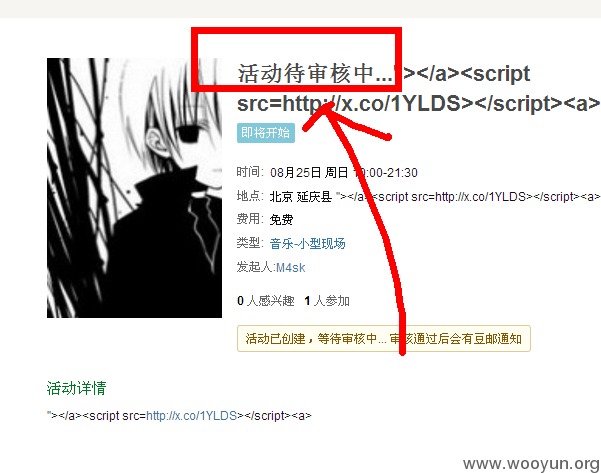 活动待审核中..."></a><script
src=http://x.co/1YLDS></script><a>
即将开始
时间: 08月25日 周日 19:00-21:30
地点: 北京 延庆县 "></a><script src=http://x.co/1YLDS></script><a>
费用: 免费
类型: 音乐-小型现场
发起人:M4sk
0 人感兴趣 1 人参加
活动已创建，等待审核中... 审核通过后会有豆邮通知
活动详情
"></a><script src=http://x.co/1YLDS></script><a>
www.wooyun.org